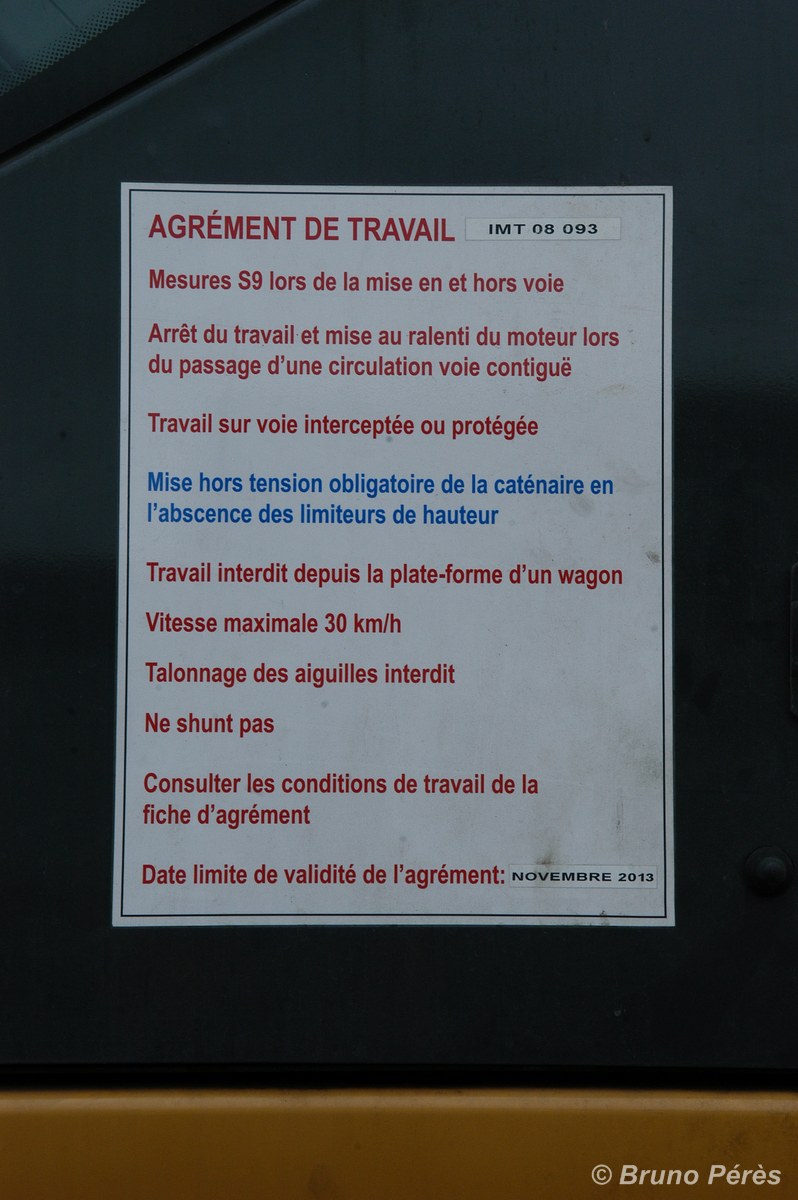 AGRÉMENT DE TRAVAIL IMT 08 093
Mesures S9 lors de la mise en et hors voie
Arrêt du travail et mise au ralenti du moteur lors
du passage d'une circulation voie contiguë
Travail sur voie interceptée ou protégée
Mise hors tension obligatoire de la caténaire en
l'abscence des limiteurs de hauteur
Travail interdit depuis la plate-forme d'un wagon
Vitesse maximale 30 km/h
Talonnage des aiguilles interdit
Ne shunt pas
Consulter les conditions de travail de la
fiche d'agrément
Date limite de validité de l'agrément: NOVEMBRE 2013
© Bruno Pérès